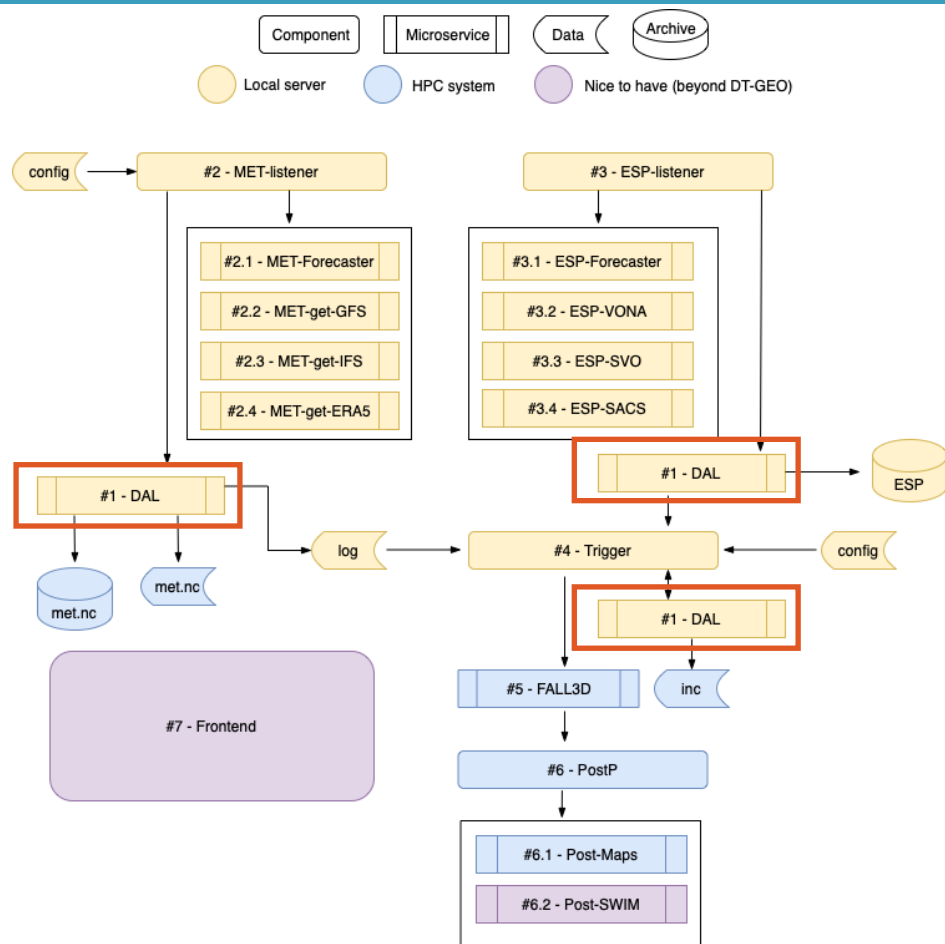 Component
Microservice
Data
Archive
Local server
HPC system
Nice to have (beyond DT-GEO)
config
#2 - MET-listener
#3 - ESP-listener
#2.1 - MET-Forecaster
#2.2 - MET-get-GFS
#2.3 - MET-get-IFS
#2.4 - MET-get-ERA5
#3.1 - ESP-Forecaster
#3.2 - ESP-VONA
#3.3 - ESP-SVO
#3.4 - ESP-SACS
#1 - DAL
#1 - DAL
ESP
log
#4 - Trigger
config
met.nc
met.nc
#1 - DAL
#5 - FALL3D
inc
#7 - Frontend
#6 - PostP
#6.1 - Post-Maps
#6.2 - Post-SWIM